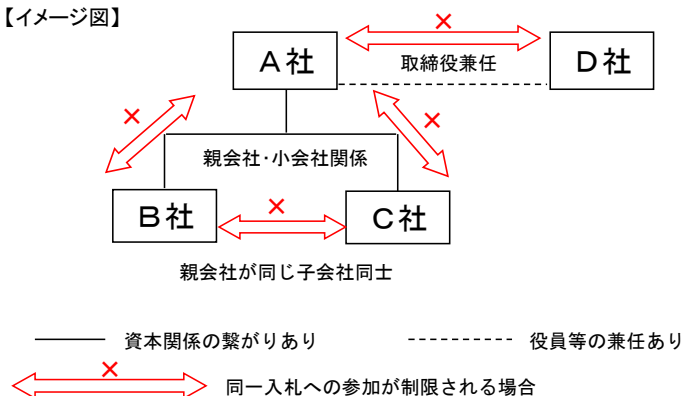 【イメージ図】
×
A社
取締役兼任
D社
×
×
親会社・小会社関係
B社
×
C社
親会社が同じ子会社同士
資本関係の繋がりあり
役員等の兼任あり
×
同一入札への参加が制限される場合